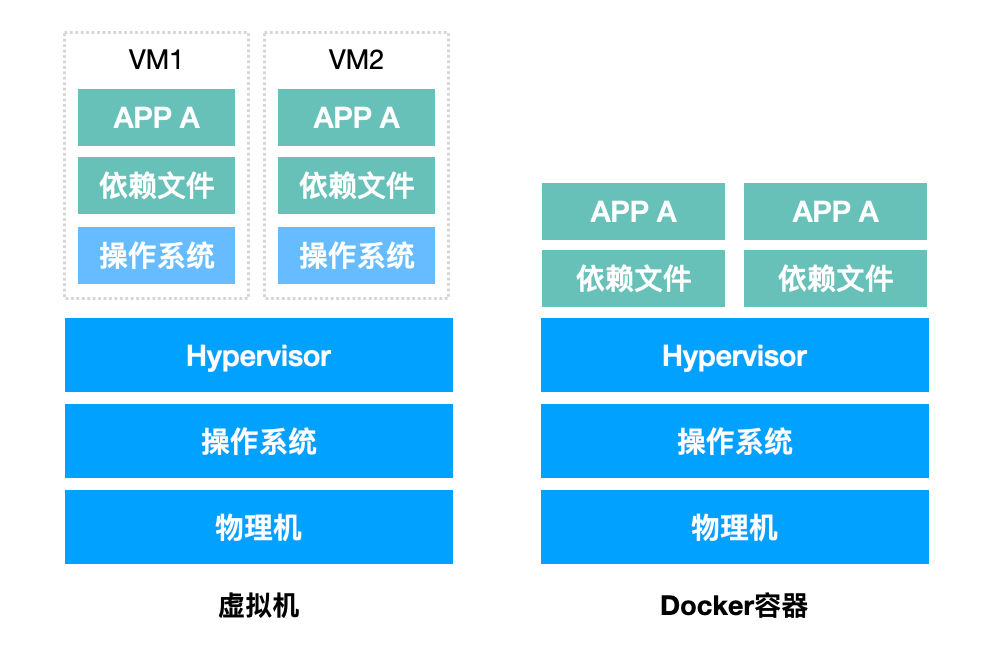 VM1
APP A
依赖文件
操作系统
VM2
APP A
依赖文件
操作系统
Hypervisor
操作系统
物理机
虚拟机
APP A
依赖文件
APP A
依赖文件
Hypervisor
操作系统
物理机
Docker容器